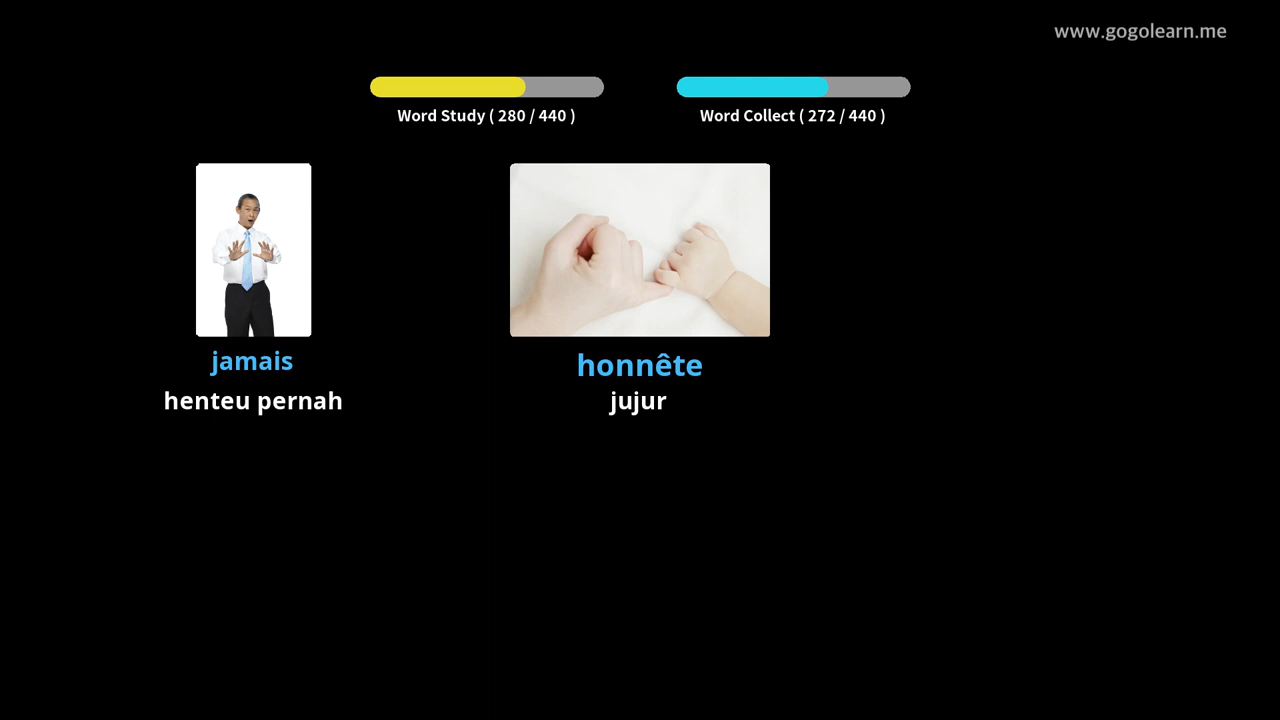 www.gogolearn.me
Word Study ( 280 / 440 )
Word Collect ( 272 / 440 )
jamais
honnête
henteu pernah
jujur